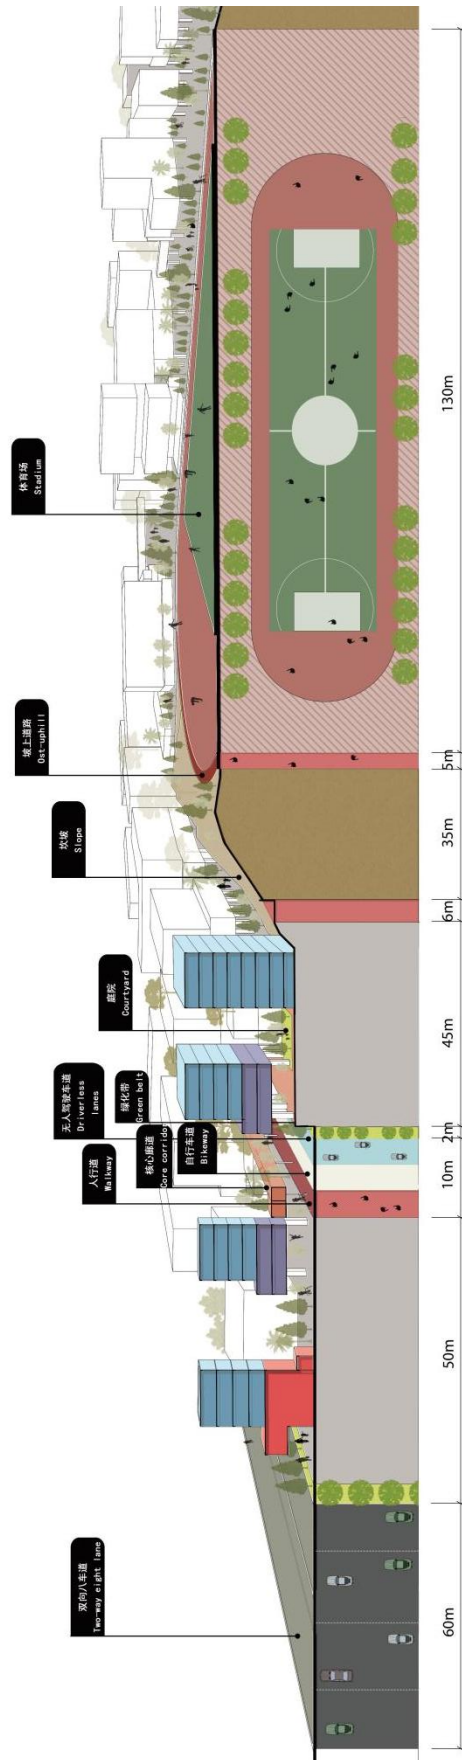 双向八车道
Two-way eight lane
人行道
Walkway
无人驾驶车道
Driverless
lanes
核心廊道
Core corridor
自行车道
Bikeway
绿化带
Green belt
庭院
Courtyard
坎坡
Slope
坡上道路
Ost-uphill
体育场
Stadium
60m
50m
10m
2m
45m
6m
35m
5m
130m